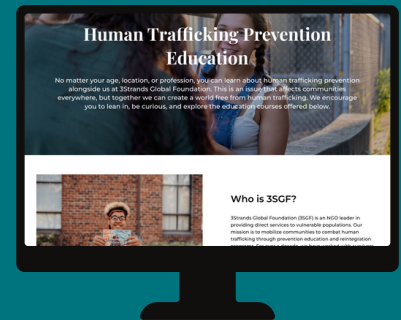 Human Trafficking Prevention
Education
No matter your age, location, or profession, you can learn about human trafficking prevention
alongside us at 3Strands Global Foundation. This is an issue that affects communities
everywhere, but together we can create a world free from human trafficking. We encourage
you to lean in, be curious, and explore the education courses offered below.
Who is 3SGF?
3Strands Global Foundation (3SGF) is an NGO leader in
providing direct services to vulnerable populations. Our
mission is to mobilize communities to combat human
trafficking through prevention education and reintegration